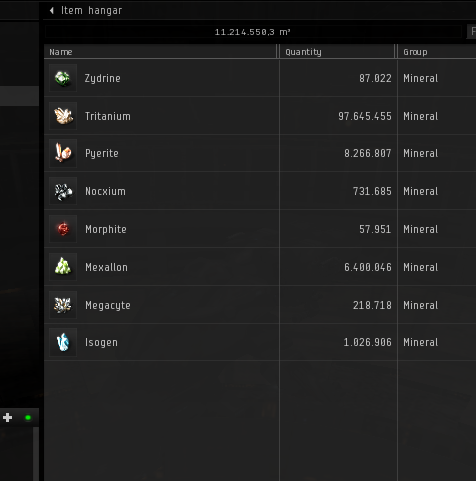 Item hangar
11.214.550,3 m³
Name Quantity Group
Zydrine 87.022 Mineral
Tritanium 97.645.455 Mineral
Pyerite 8.266.807 Mineral
Nocxium 731.685 Mineral
Morphite 57.951 Mineral
Mexallon 6.400.046 Mineral
Megacyte 218.718 Mineral
Isogen 1.026.906 Mineral